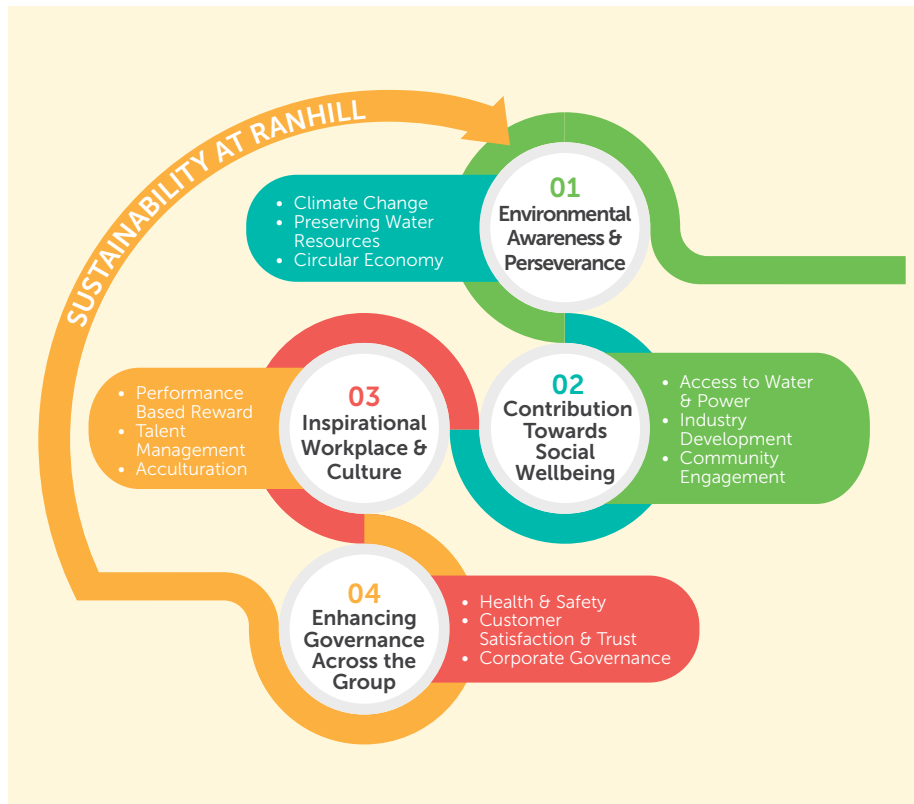 SUSTAINABILITY AT RANHILL
01
Environmental
Awareness &
Perseverance
• Climate Change
• Preserving Water
Resources
• Circular Economy
02
Contribution
Towards
Social
Wellbeing
• Access to Water
& Power
• Industry
Development
• Community
Engagement
03
Inspirational
Workplace &
Culture
• Performance
Based Reward
• Talent
Management
• Acculturation
04
Enhancing
Governance
Across the
Group
• Health & Safety
• Customer
Satisfaction & Trust
• Corporate Governance